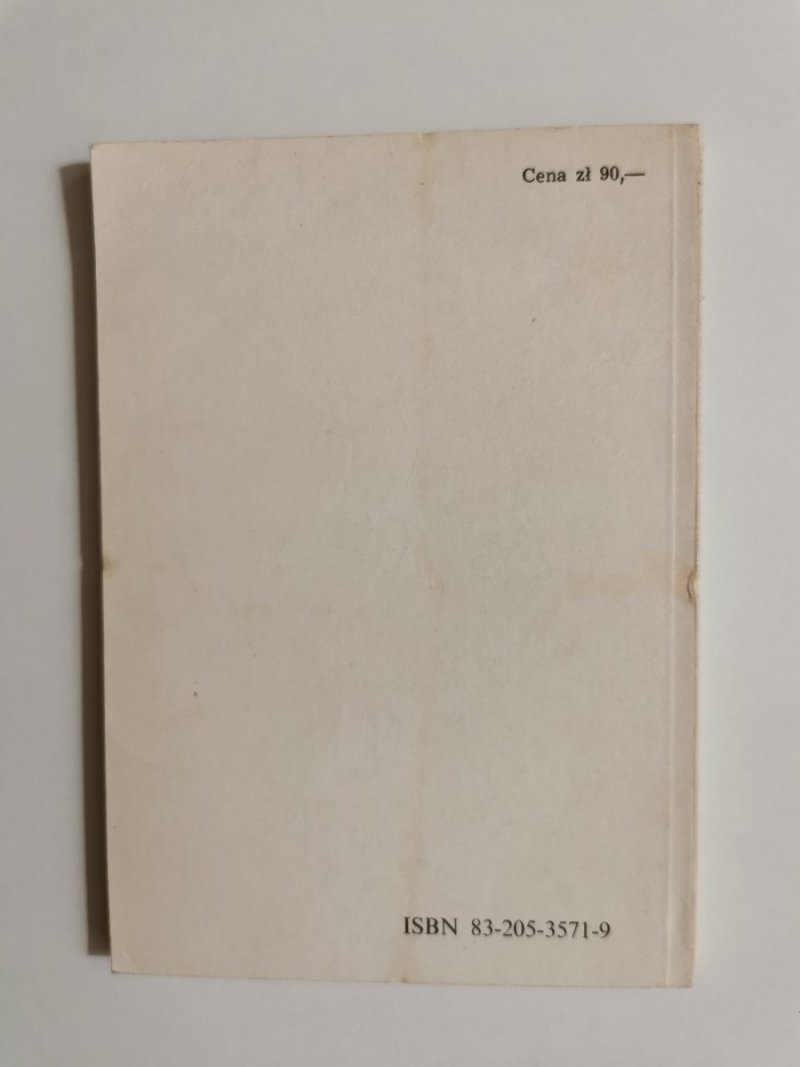 Cena zł 90,—
ISBN 83-205-3571-9